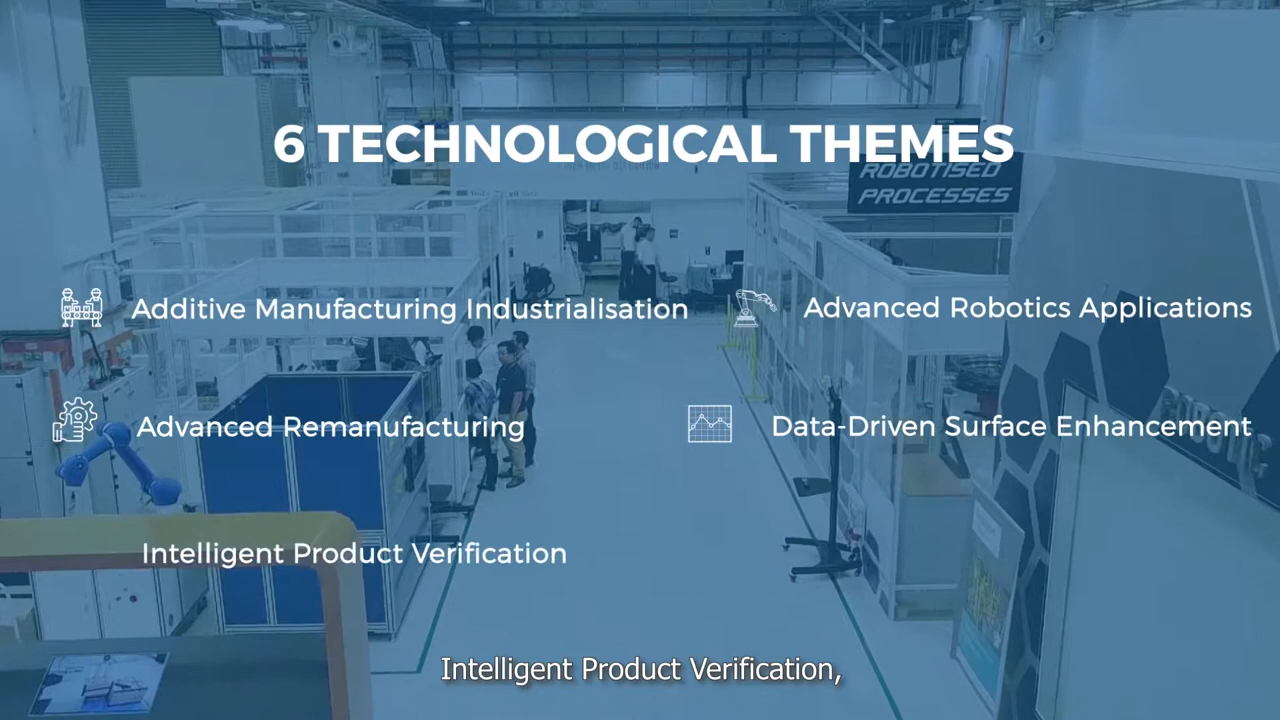 6 TECHNOLOGICAL THEMES
ROBOTISED
PROCESSES
Additive Manufacturing Industrialisation
Advanced Robotics Applications
Advanced Remanufacturing
Data-Driven Surface Enhancement
Intelligent Product Verification
Intelligent Product Verification,